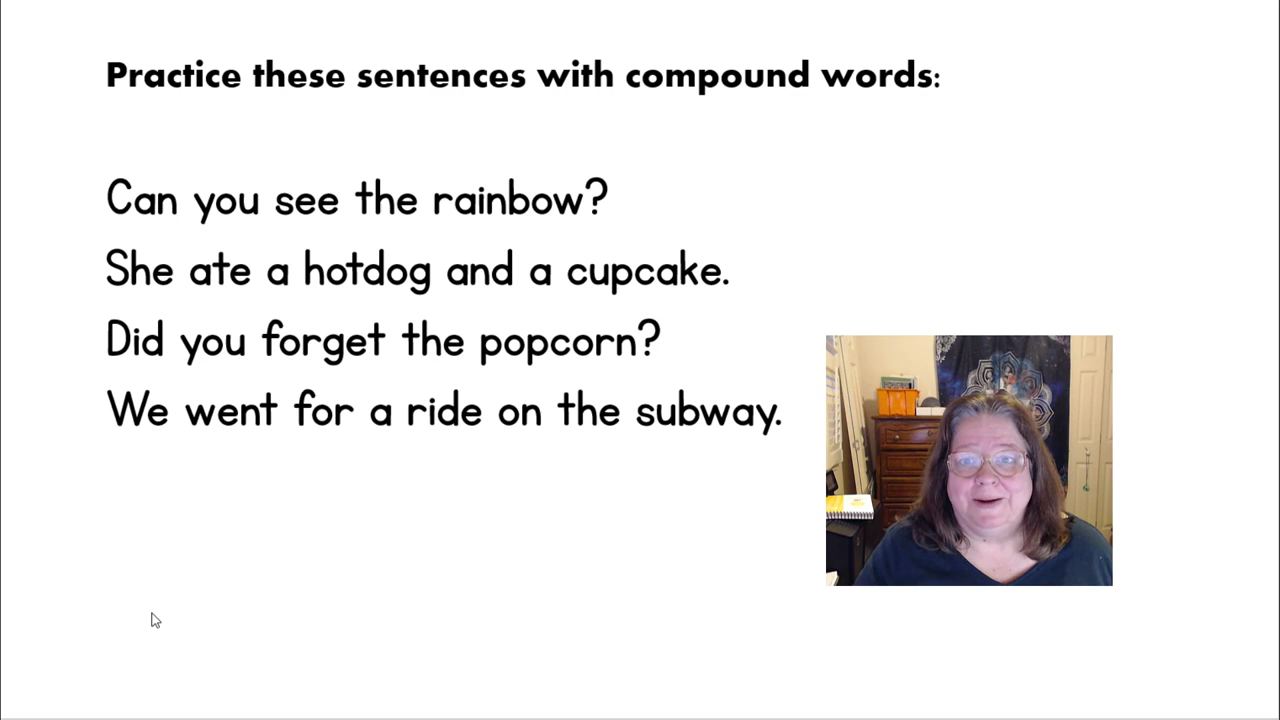 Practice these sentences with compound words:
Can you see the rainbow?
She ate a hotdog and a cupcake.
Did you forget the popcorn?
We went for a ride on the subway.